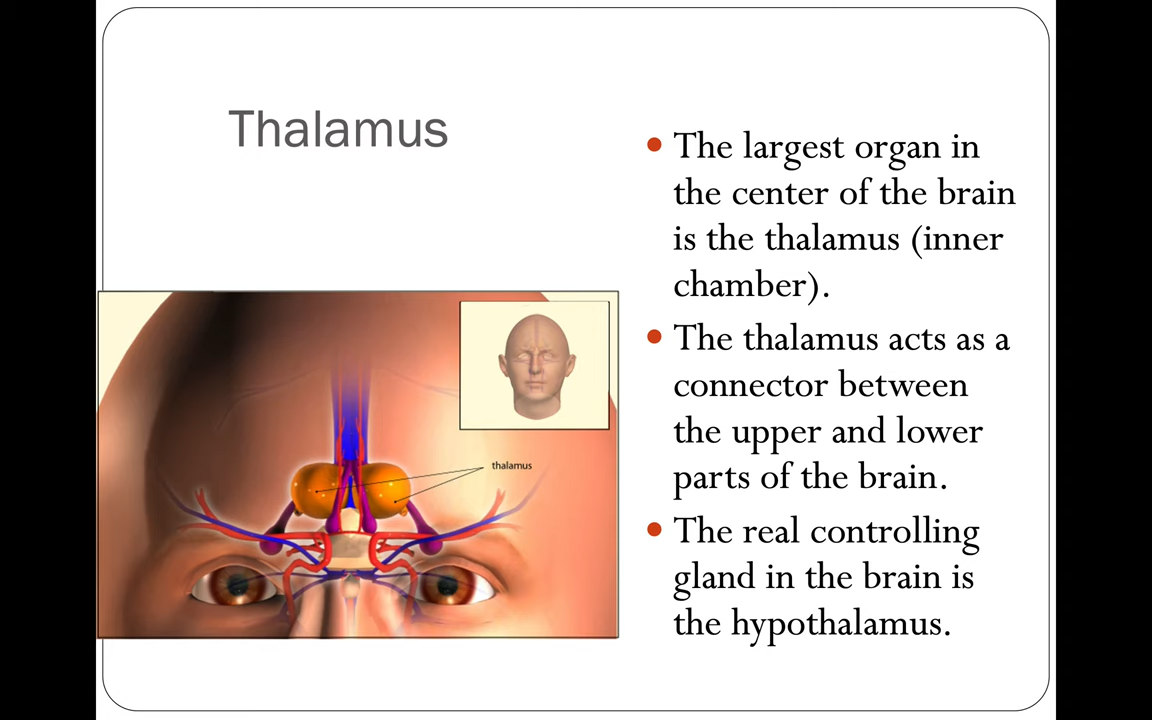 Thalamus
The largest organ in
the center of the brain
is the thalamus (inner
chamber).
The thalamus acts as a
connector between
the upper and lower
parts of the brain.
The real controlling
gland in the brain is
the hypothalamus.
thalamus